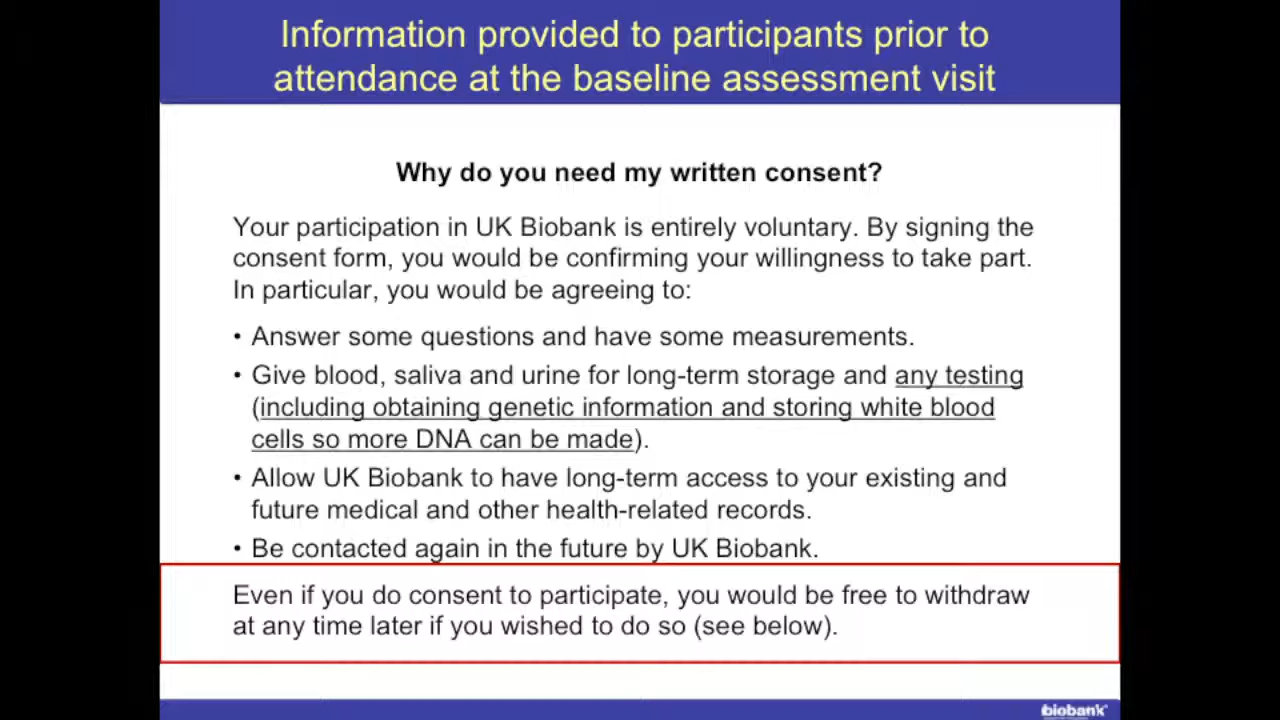 Information provided to participants prior to
attendance at the baseline assessment visit
Why do you need my written consent?
Your participation in UK Biobank is entirely voluntary. By signing the
consent form, you would be confirming your willingness to take part.
In particular, you would be agreeing to:
• Answer some questions and have some measurements.
• Give blood, saliva and urine for long-term storage and any testing
(including obtaining genetic information and storing white blood
cells so more DNA can be made).
• Allow UK Biobank to have long-term access to your existing and
future medical and other health-related records.
• Be contacted again in the future by UK Biobank.
Even if you do consent to participate, you would be free to withdraw
at any time later if you wished to do so (see below).
biobank